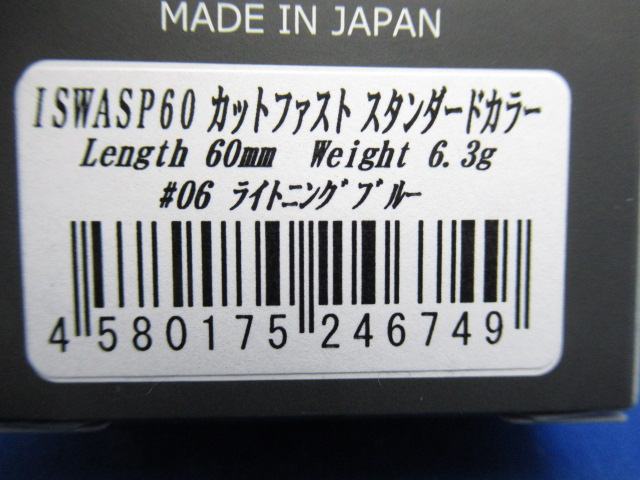 MADE IN JAPAN
ISWASP60 カットファスト スタンダードカラー
Length 60mm  Weight 6.3g
#06 ライトニングブルー
4 580175 246749